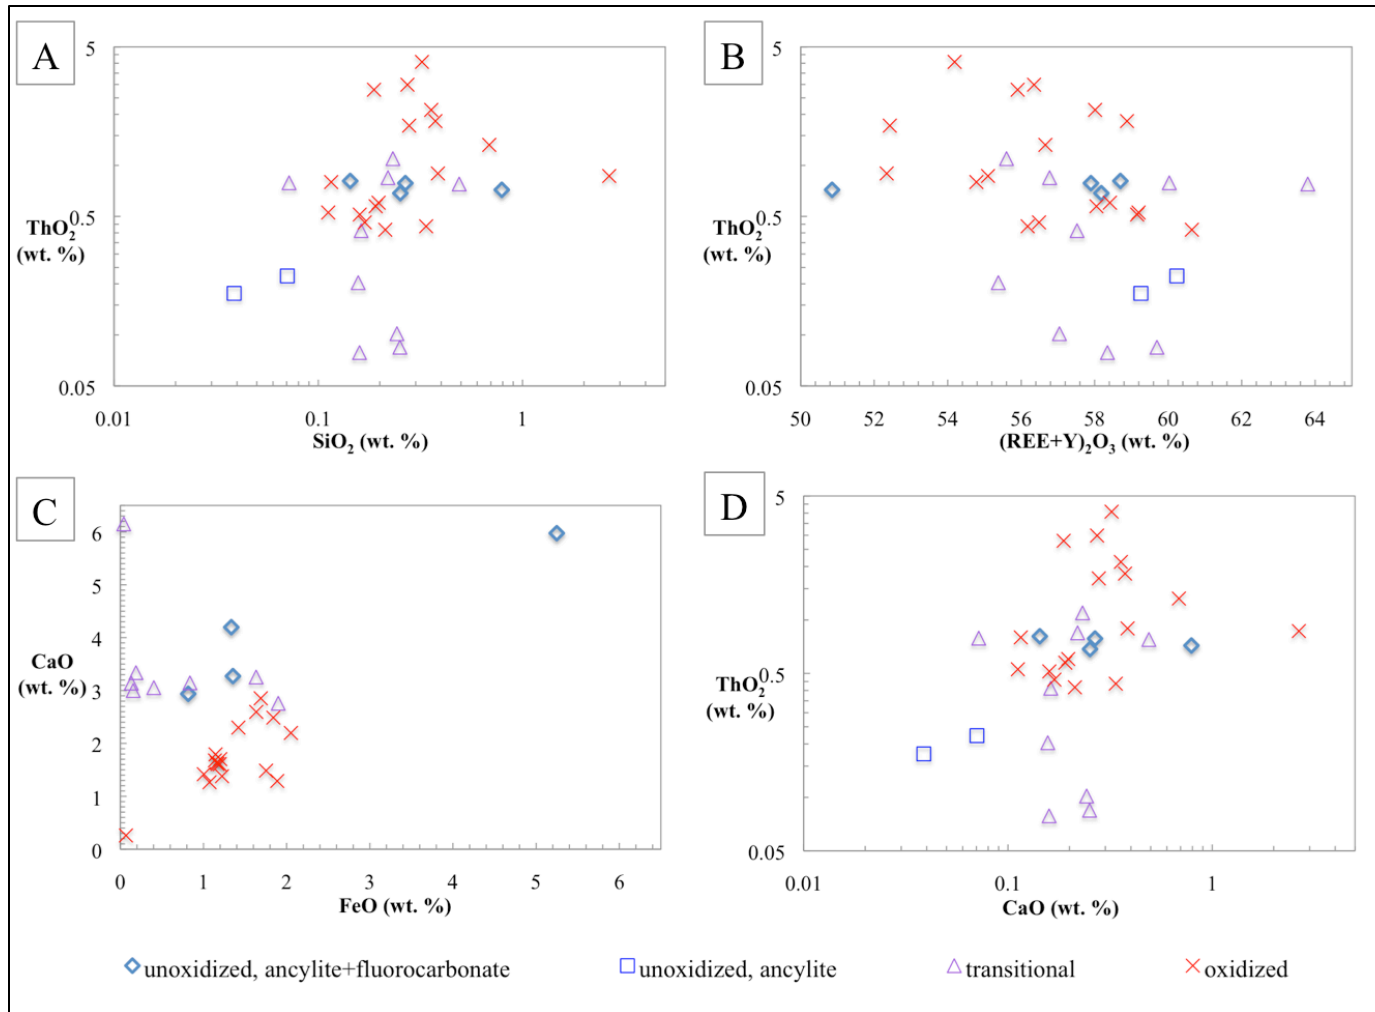 A
5
0.5
ThO2
(wt. %)
0.05
0.01
0.1
1
SiO2 (wt. %)
B
5
0.5
ThO2
(wt. %)
0.05
50
52
54
56
58
60
62
64
(REE+Y)2O3 (wt. %)
C
6
5
4
CaO
(wt. %)
3
2
1
0
0
1
2
3
4
5
6
FeO (wt. %)
D
5
0.5
ThO2
(wt. %)
0.05
0.01
0.1
1
CaO (wt. %)
unoxidized, ancylite+fluorocarbonate
unoxidized, ancylite
transitional
oxidized